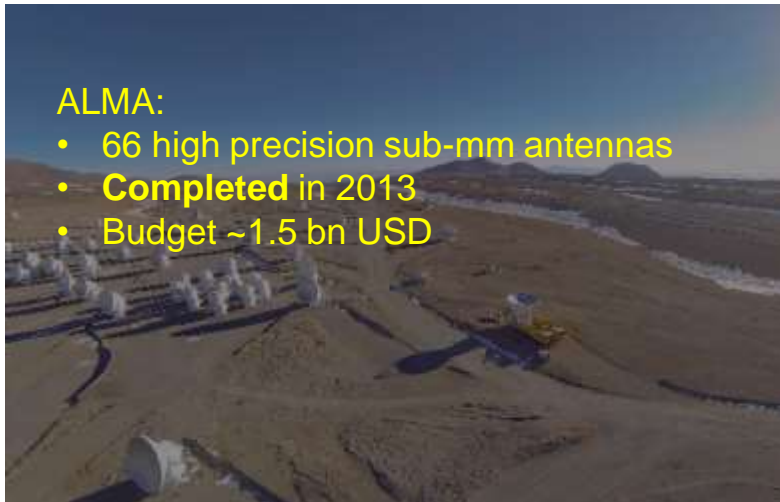 ALMA:
• 66 high precision sub-mm antennas
• Completed in 2013
• Budget ~1.5 bn USD